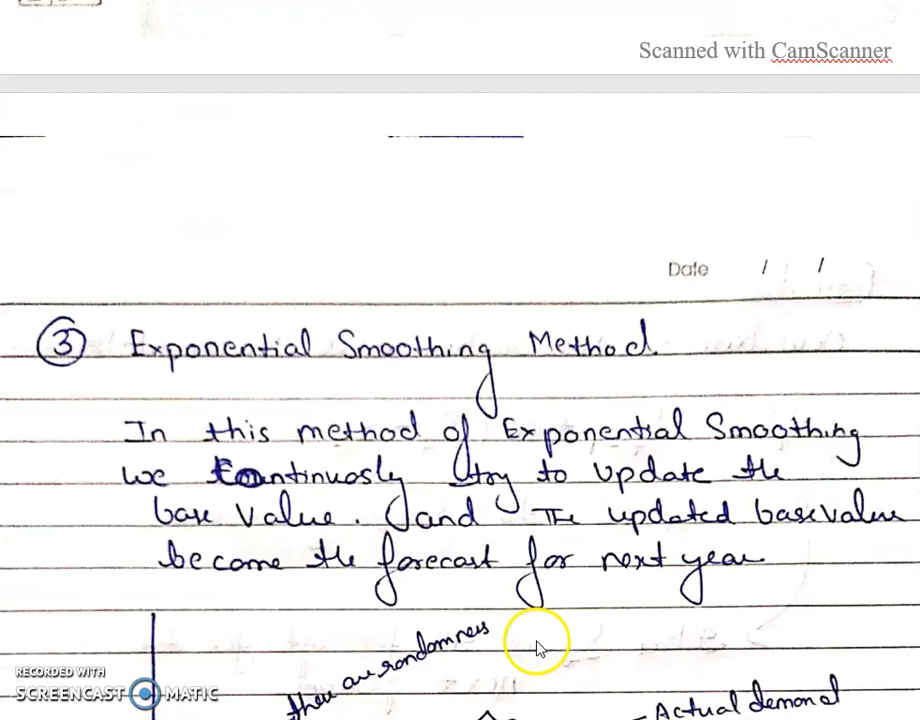 Scanned with CamScanner
Date / /
3 Exponential Smoothing Method
In this method of Exponential Smoothing
we continuosly try to update the
base Value. and The updated base value
become the forecast for next year
there are randomness
Actual demand
RECORDED WITH
SCREENCAST MATIC